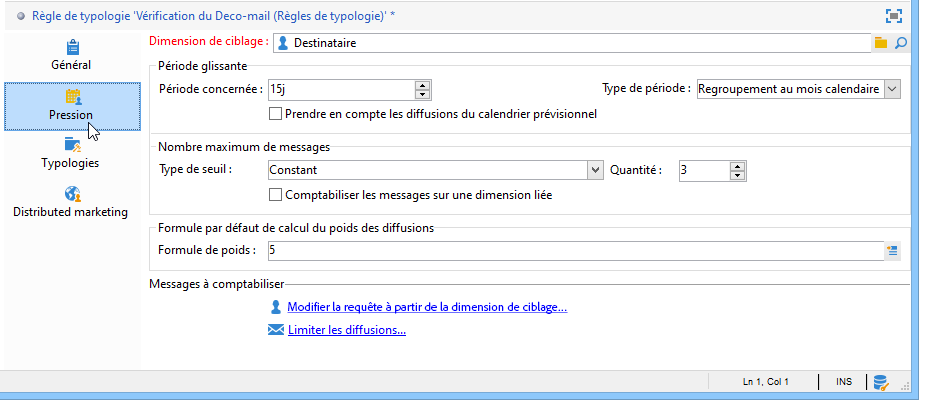 Règle de typologie 'Vérification du Deco-mail (Règles de typologie)' *
Général
Pression
Typologies
Distributed marketing
Dimension de ciblage : Destinataire
Période glissante
Période concernée : 15j Type de période : Regroupement au mois calendaire
Prendre en compte les diffusions du calendrier prévisionnel
Nombre maximum de messages
Type de seuil : Constant Quantité : 3
Comptabiliser les messages sur une dimension liée
Formule par défaut de calcul du poids des diffusions
Formule de poids : 5
Messages à comptabiliser
Modifier la requête à partir de la dimension de ciblage...
Limiter les diffusions...
Ln 1, Col 1 INS